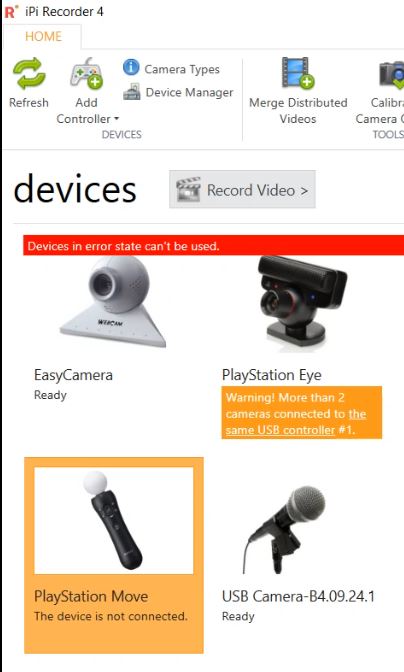 R iPi Recorder 4
HOME
Refresh
Add
Controller
Camera Types
Device Manager
DEVICES
Merge Distributed
Videos
Calibra
Camera C
TOOLS
devices
Record Video >
Devices in error state can't be used.
WEBCAM
EasyCamera
Ready
PlayStation Eye
Warning! More than 2
cameras connected to the
same USB controller #1.
PlayStation Move
The device is not connected.
USB Camera-B4.09.24.1
Ready